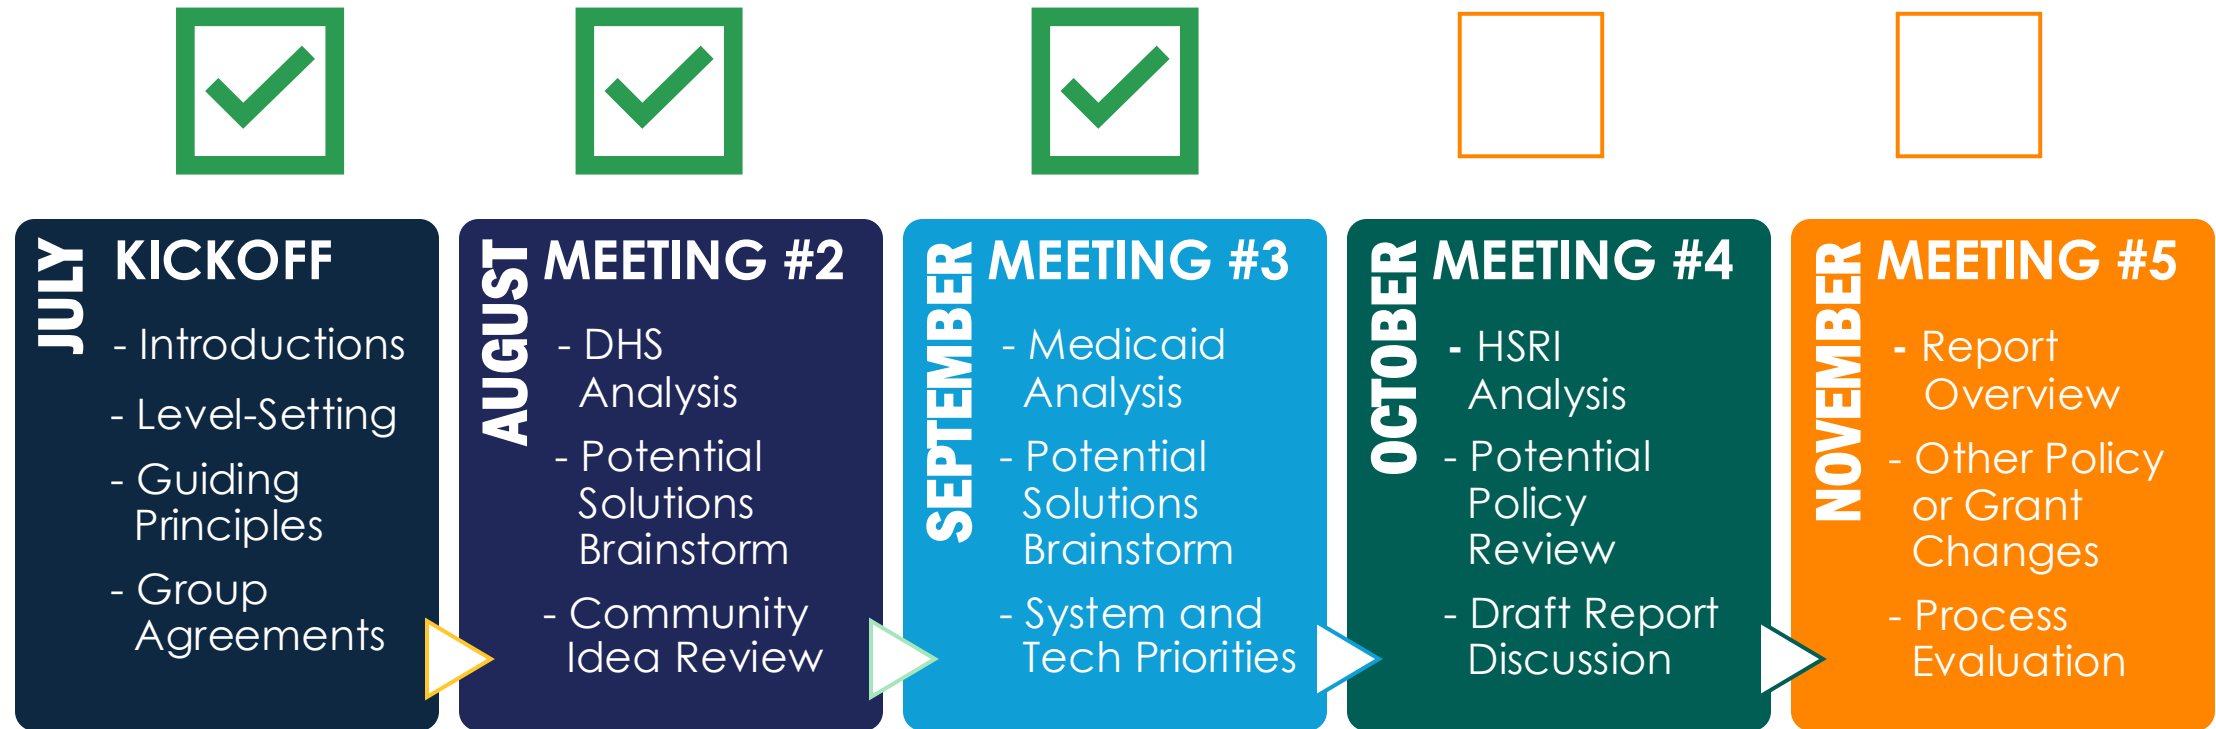 JULY
KICKOFF
- Introductions
- Level-Setting
- Guiding
Principles
- Group
Agreements
AUGUST
MEETING #2
- DHS
Analysis
- Potential
Solutions
Brainstorm
- Community
Idea Review
SEPTEMBER
MEETING #3
- Medicaid
Analysis
- Potential
Solutions
Brainstorm
- System and
Tech Priorities
OCTOBER
MEETING #4
- HSRI
Analysis
- Potential
Policy
Review
- Draft Report
Discussion
NOVEMBER
MEETING #5
- Report
Overview
- Other Policy
or Grant
Changes
- Process
Evaluation